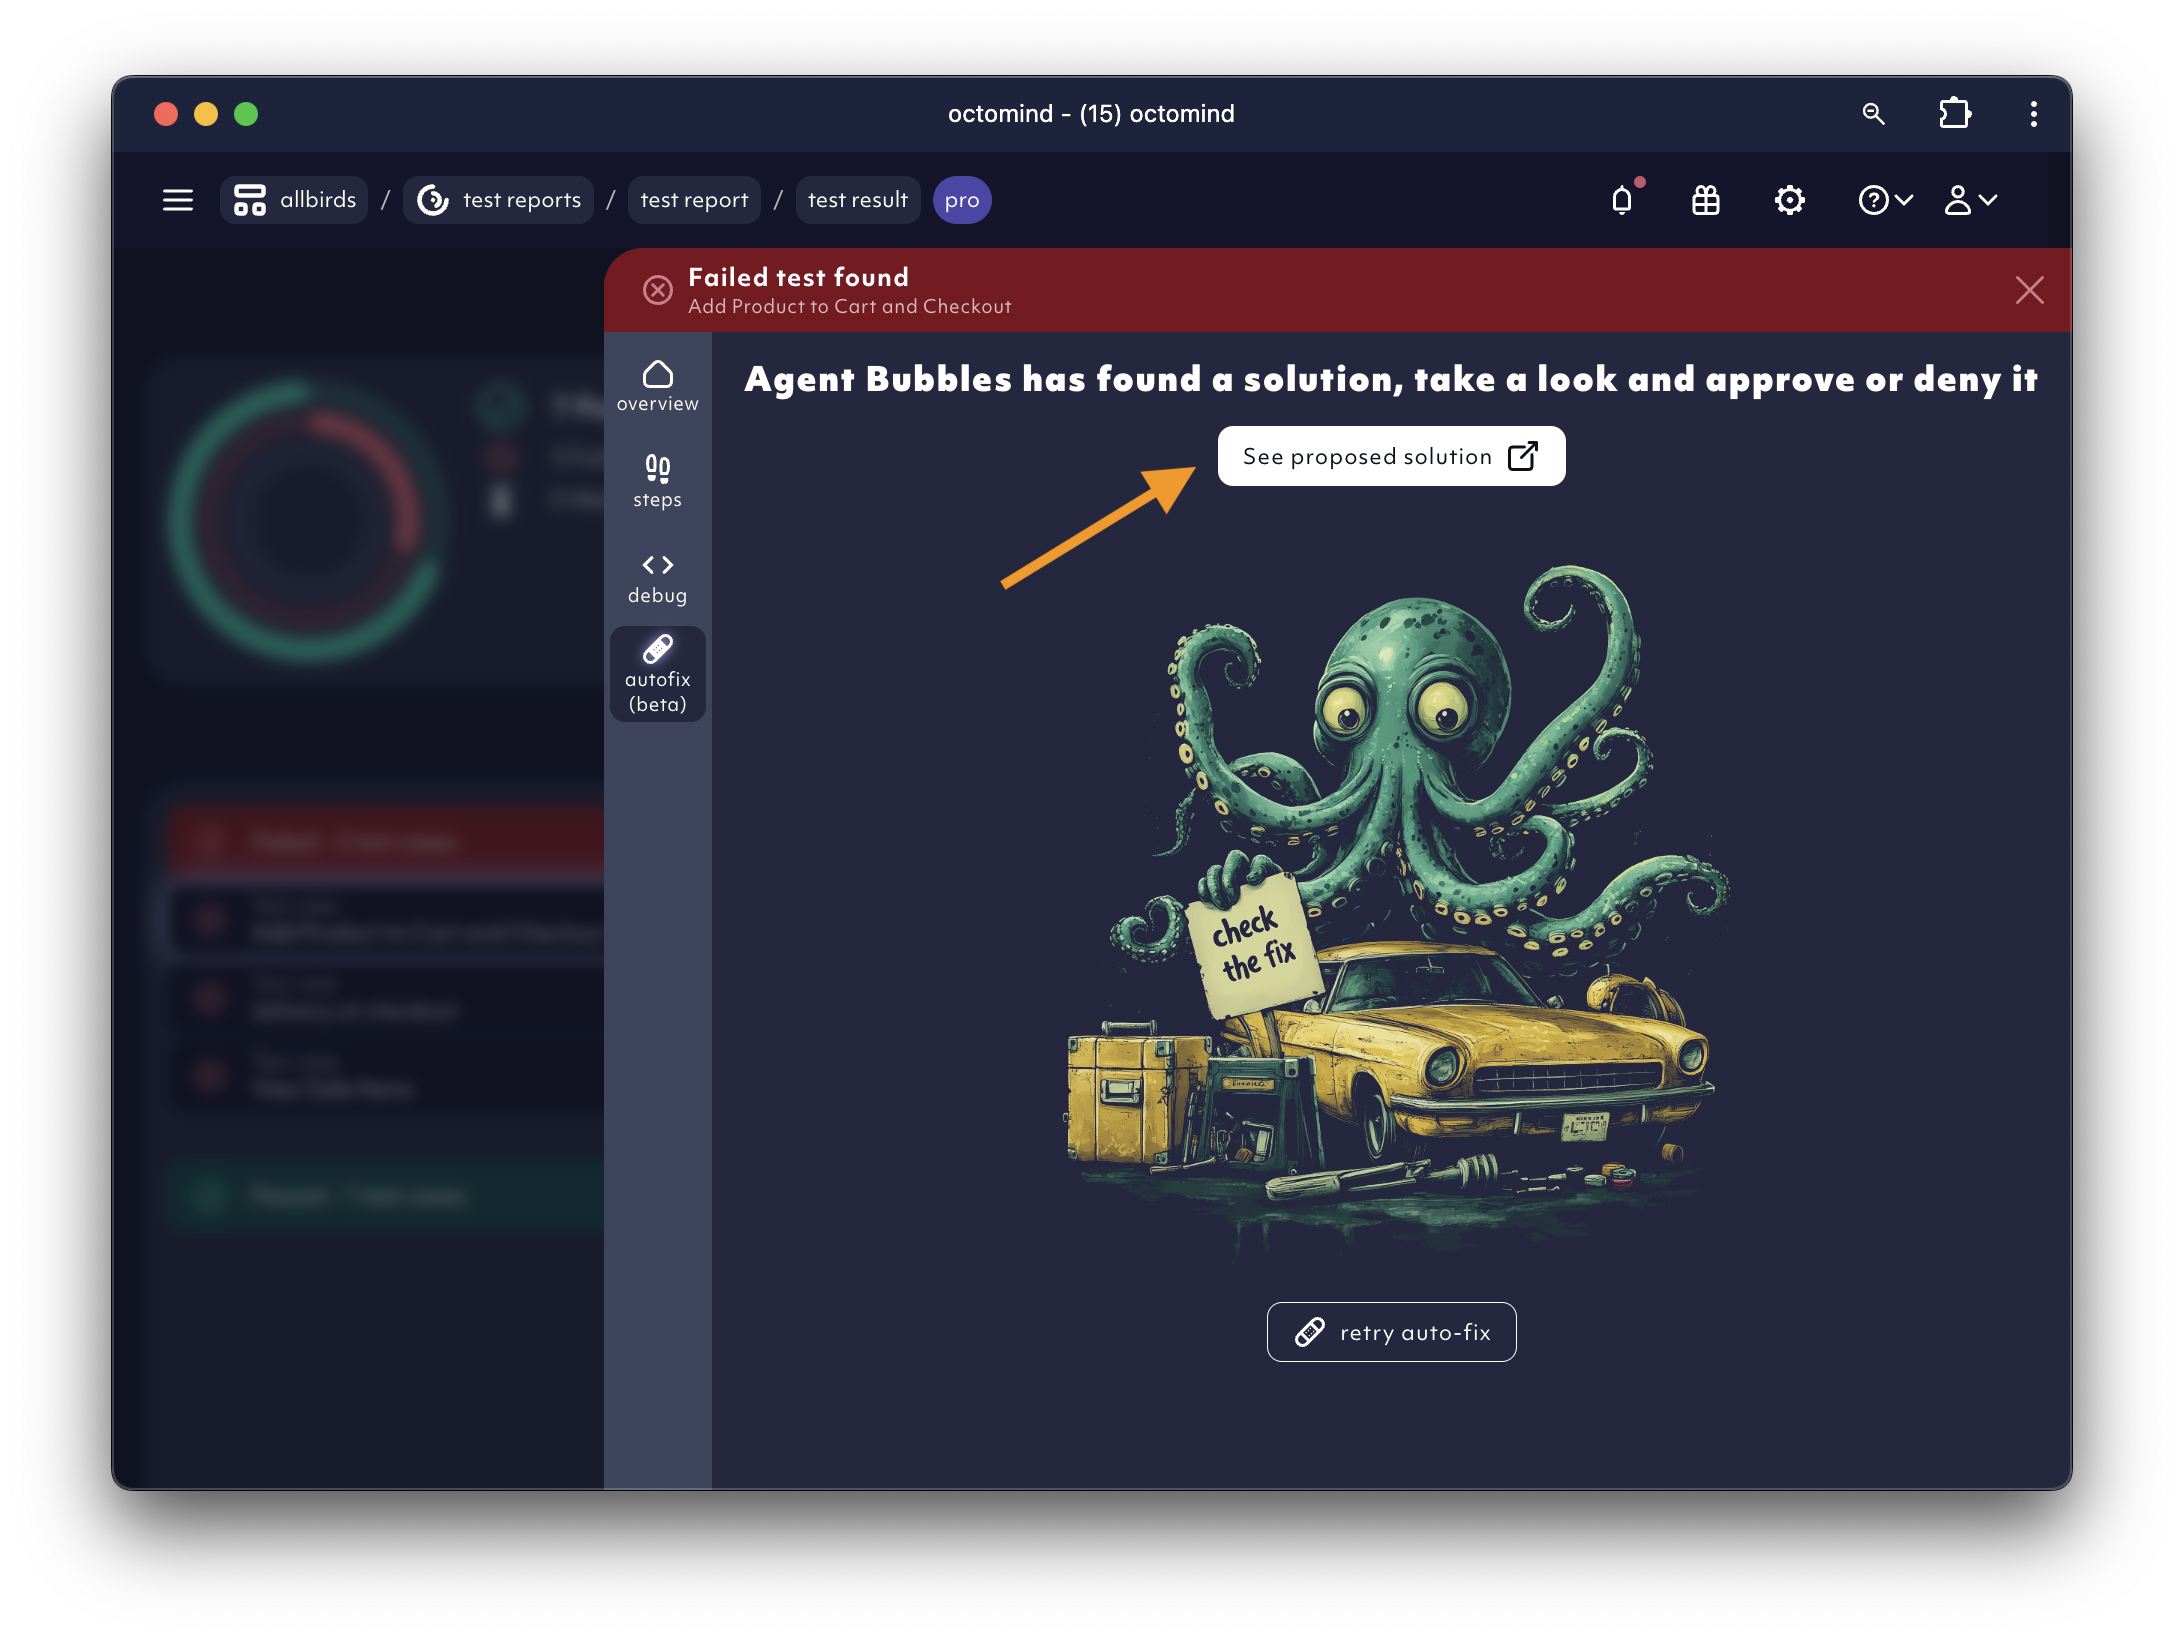 octomind - (15) octomind
allbirds / test reports / test report / test result pro
Failed test found
Add Product to Cart and Checkout
overview
steps
debug
autofix
(beta)
Agent Bubbles has found a solution, take a look and approve or deny it
See proposed solution
check
the fix
retry auto-fix